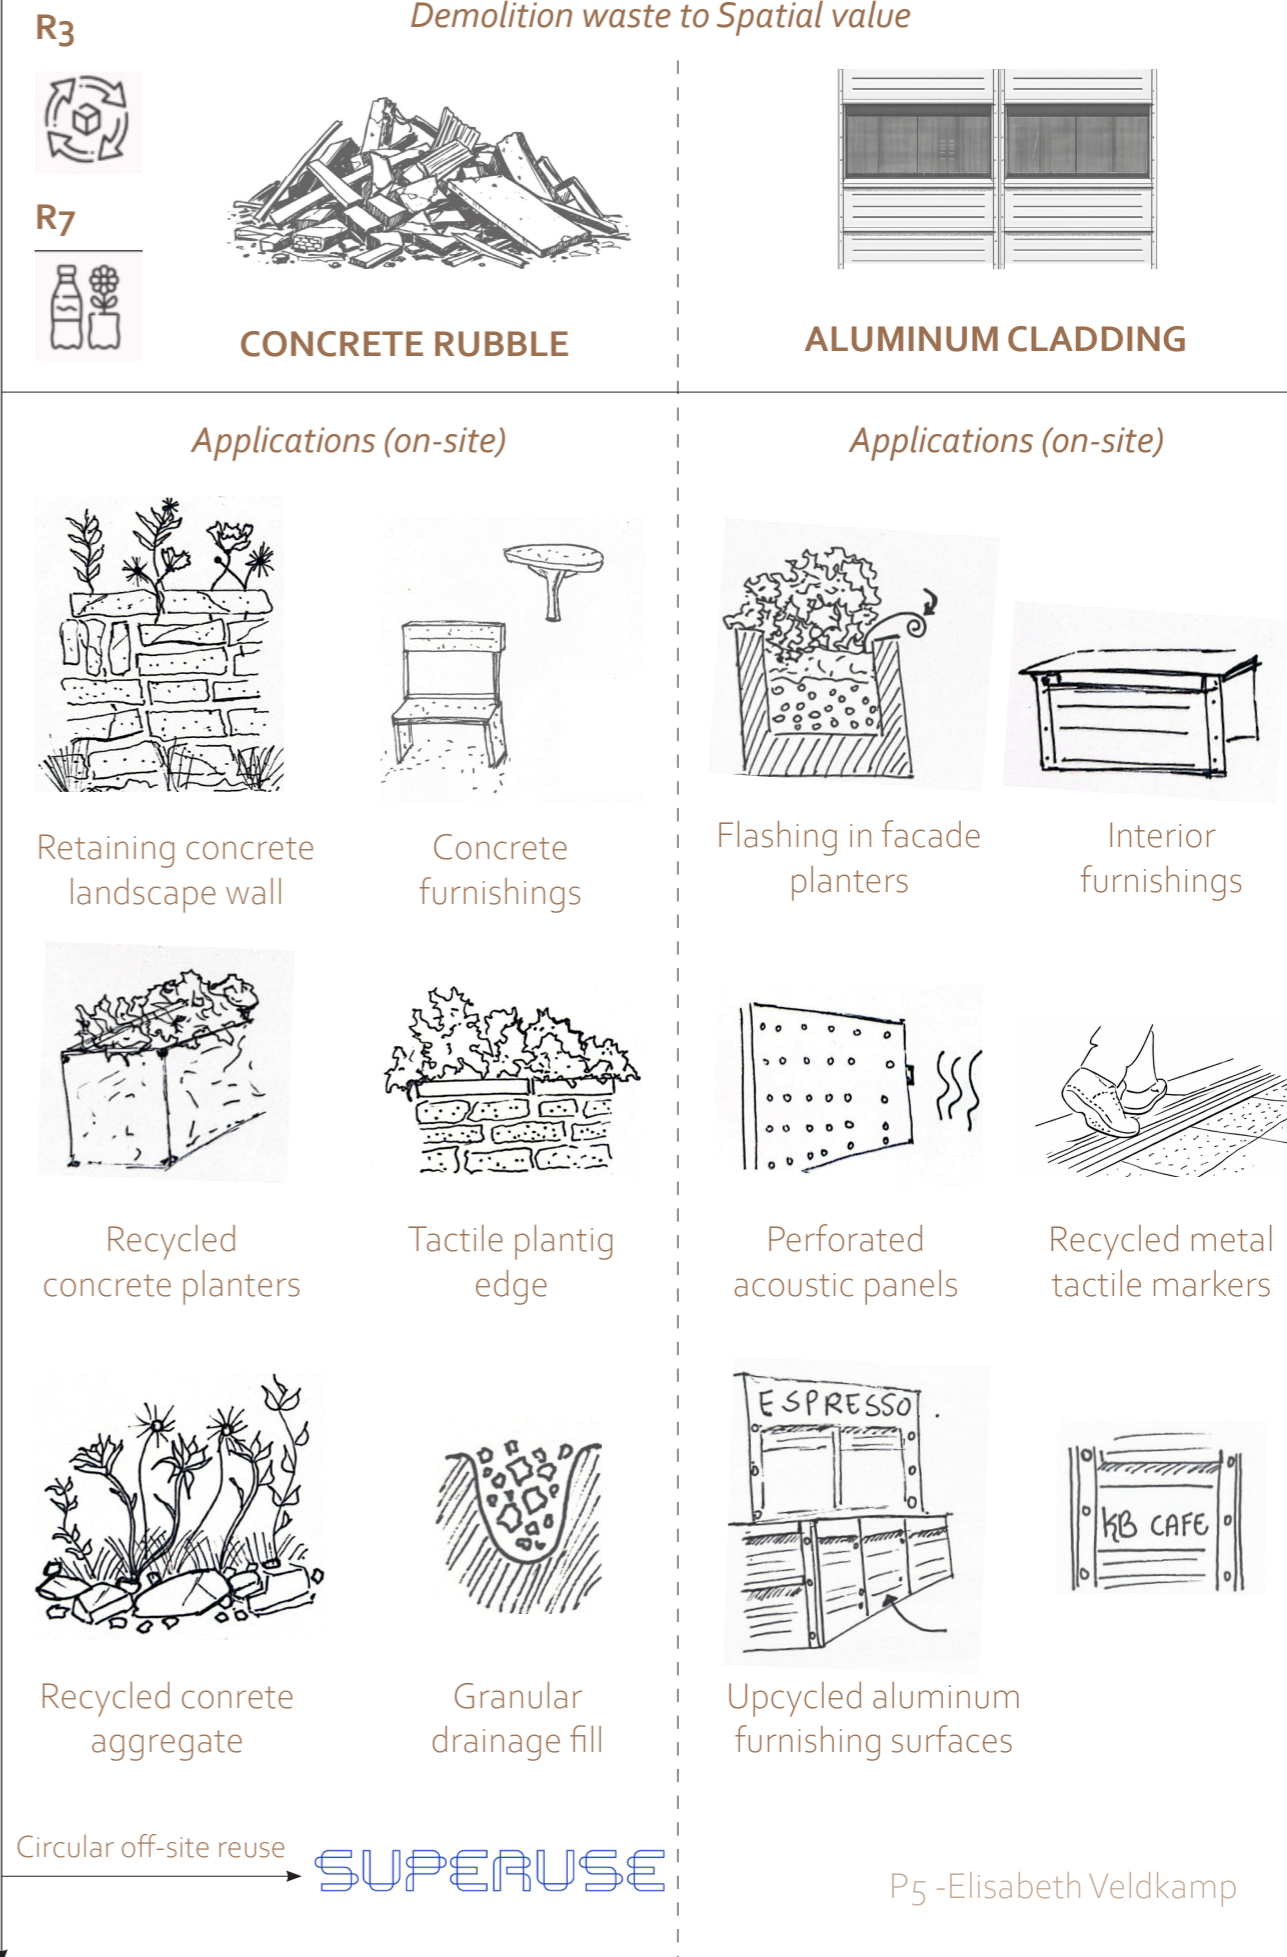 Demolition waste to Spatial value
R3
R7
CONCRETE RUBBLE
ALUMINUM CLADDING
Applications (on-site)
Applications (on-site)
Retaining concrete
landscape wall
Concrete
furnishings
Flashing in facade
planters
Interior
furnishings
Recycled
concrete planters
Tactile plantig
edge
Perforated
acoustic panels
Recycled metal
tactile markers
ESPRESSO
KB CAFE
Recycled conrete
aggregate
Granular
drainage fill
Upcycled aluminum
furnishing surfaces
Circular off-site reuse
SUPERUSE
P5 -Elisabeth Veldkamp